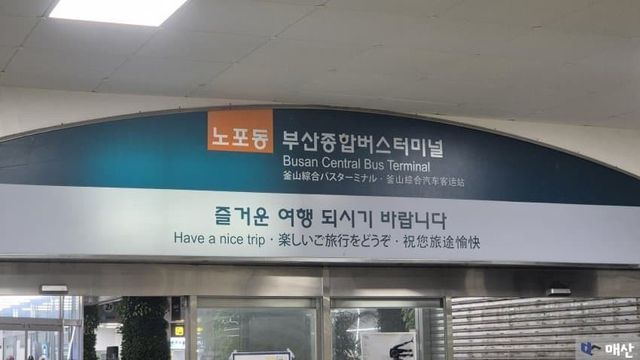 노포동 부산종합버스터미널
Busan Central Bus Terminal
釜山綜合バスターミナル · 釜山综合汽车客运站
즐거운 여행 되시기 바랍니다
Have a nice trip · 楽しいご旅行をどうぞ · 祝您旅途愉快
매산